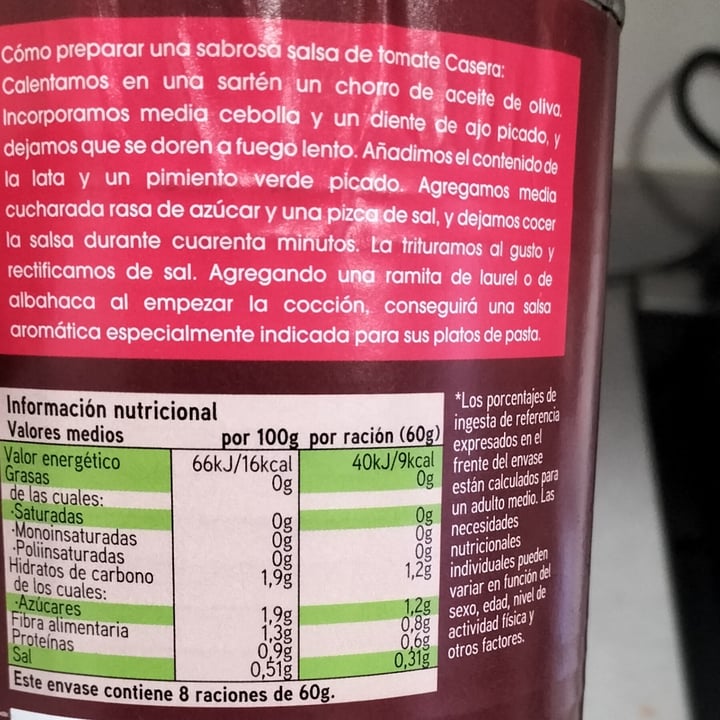 Cómo preparar una sabrosa salsa de tomate Casera:
Calentamos en una sartén un chorro de aceite de oliva.
Incorporamos media cebolla y un diente de ajo picado, y
dejamos que se doren a fuego lento. Añadimos el contenido de
la lata y un pimiento verde picado. Agregamos media
cucharada rasa de azúcar y una pizca de sal, y dejamos cocer
la salsa durante cuarenta minutos. La trituramos al gusto y
rectificamos de sal. Agregando una ramita de laurel o de
albahaca al empezar la cocción, conseguirá una salsa
aromática especialmente indicada para sus platos de pasta.
Información nutricional
Valores medios por 100g por ración (60g)
Valor energético 66kJ/16kcal 40kJ/9kcal
Grasas 0g 0g
de las cuales:
·Saturadas 0g 0g
·Monoinsaturadas 0g 0g
·Poliinsaturadas 0g 0g
Hidratos de carbono 1,9g 1,2g
de los cuales:
·Azúcares 1,9g 1,2g
Fibra alimentaria 1,3g 0,8g
Proteínas 0,9g 0,6g
Sal 0,51g 0,31g
Este envase contiene 8 raciones de 60g.
*Los porcentajes de
ingesta de referencia
expresados en el
frente del envase
están calculados para
un adulto medio. Las
necesidades
nutricionales
individuales pueden
variar en función del
sexo, edad, nivel de
actividad física y
otros factores.